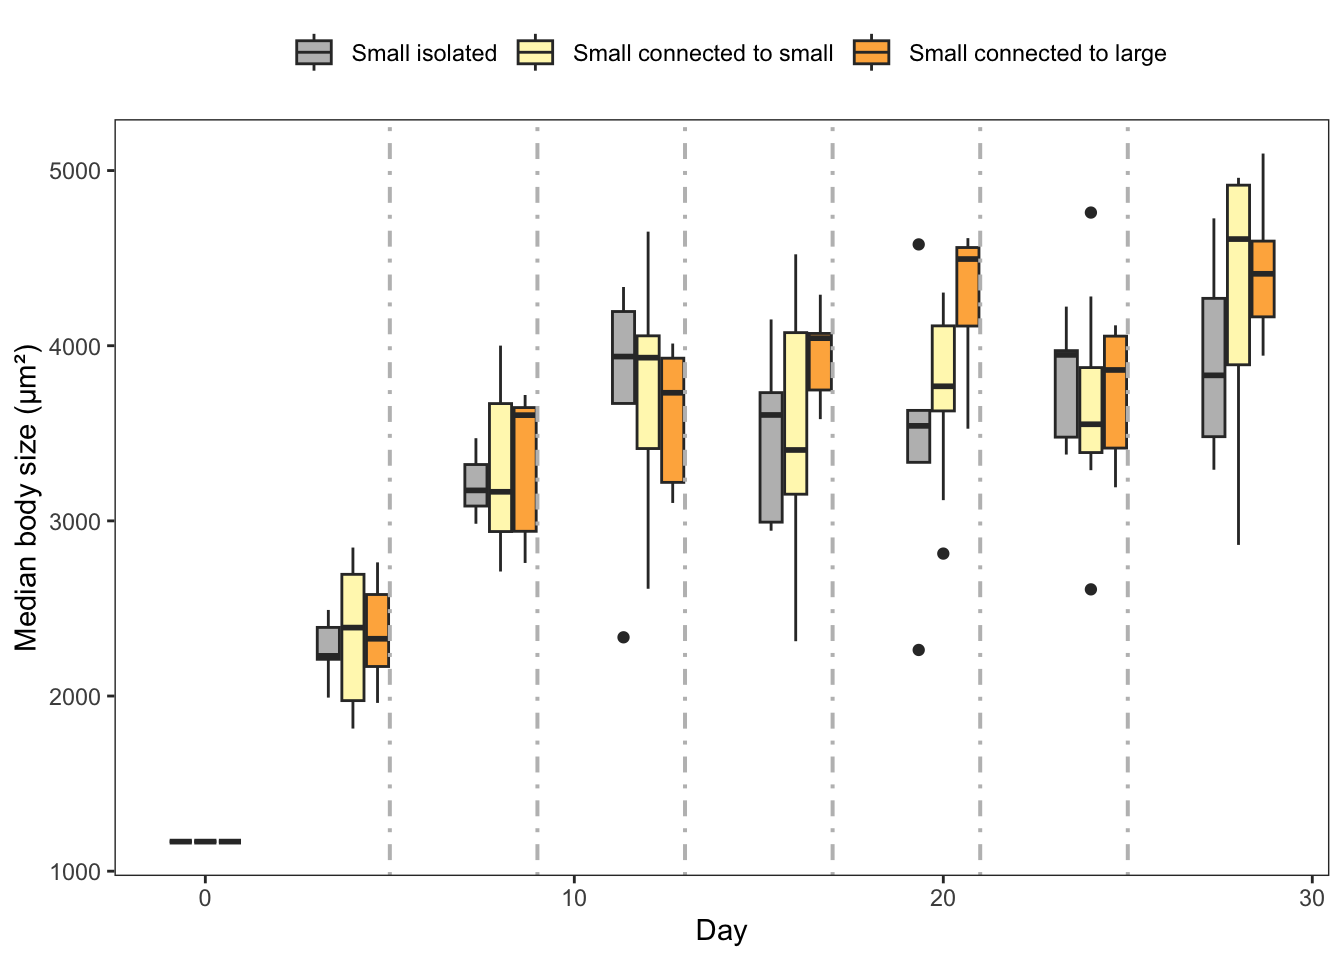 Small isolated Small connected to small Small connected to large
5000
4000
3000
2000
1000
Median body size (μm²)
0 10 20 30
Day